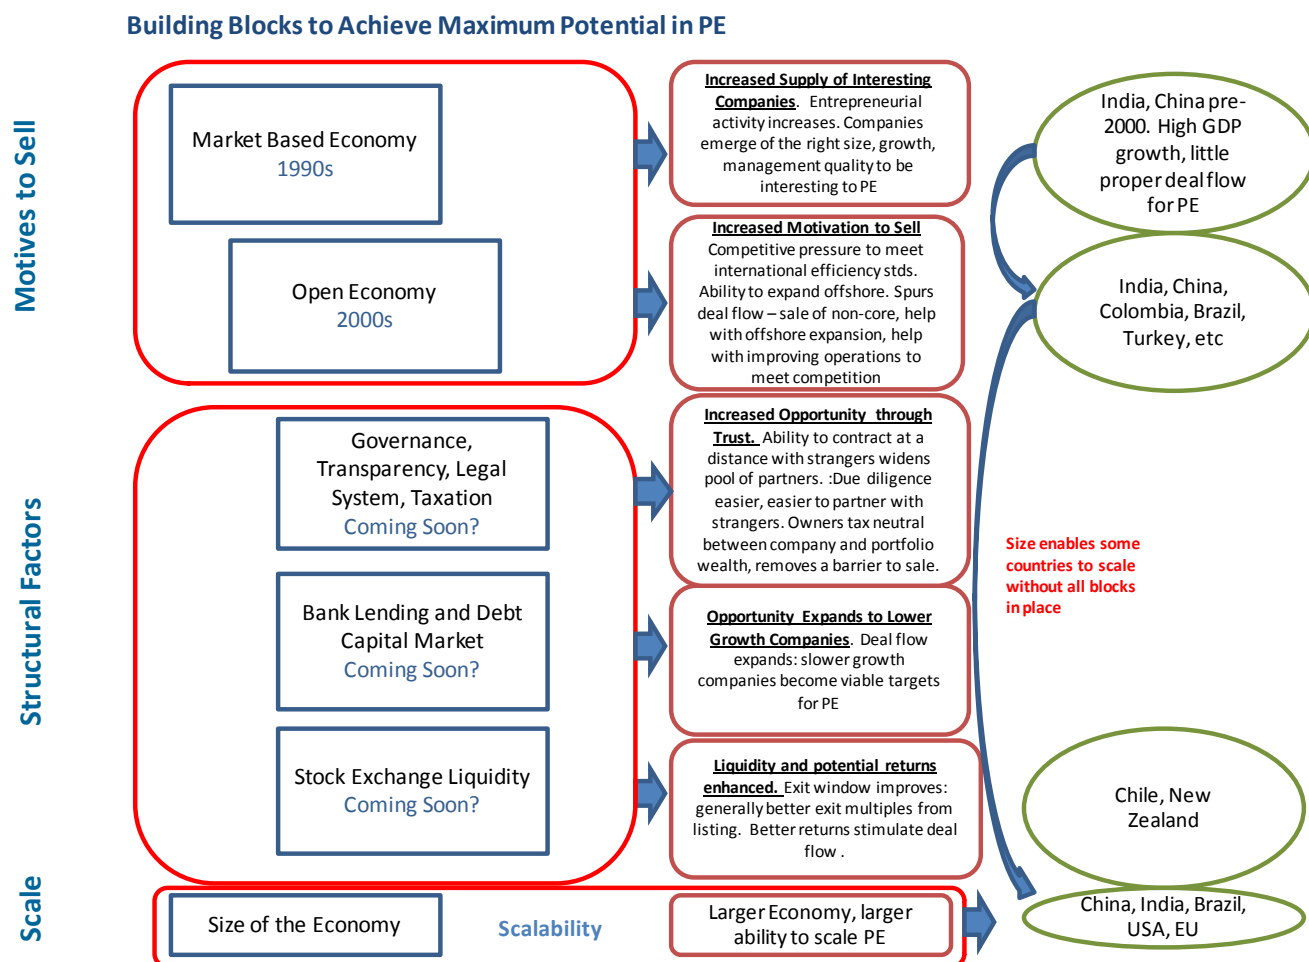 Building Blocks to Achieve Maximum Potential in PE
Motives to Sell
Market Based Economy
1990s
Increased Supply of Interesting
Companies. Entrepreneurial
activity increases. Companies
emerge of the right size, growth,
management quality to be
interesting to PE
India, China pre-
2000. High GDP
growth, little
proper deal flow
for PE
Open Economy
2000s
Increased Motivation to Sell
Competitive pressure to meet
international efficiency stds.
Ability to expand offshore. Spurs
deal flow – sale of non-core, help
with offshore expansion, help
with improving operations to
meet competition
India, China,
Colombia, Brazil,
Turkey, etc
Structural Factors
Governance,
Transparency, Legal
System, Taxation
Coming Soon?
Increased Opportunity through
Trust. Ability to contract at a
distance with strangers widens
pool of partners. :Due diligence
easier, easier to partner with
strangers. Owners tax neutral
between company and portfolio
wealth, removes a barrier to sale.
Size enables some
countries to scale
without all blocks
in place
Bank Lending and Debt
Capital Market
Coming Soon?
Opportunity Expands to Lower
Growth Companies. Deal flow
expands: slower growth
companies become viable targets
for PE
Stock Exchange Liquidity
Coming Soon?
Liquidity and potential returns
enhanced. Exit window improves:
generally better exit multiples from
listing. Better returns stimulate deal
flow .
Chile, New
Zealand
Scale
Size of the Economy
Scalability
Larger Economy, larger
ability to scale PE
China, India, Brazil,
USA, EU